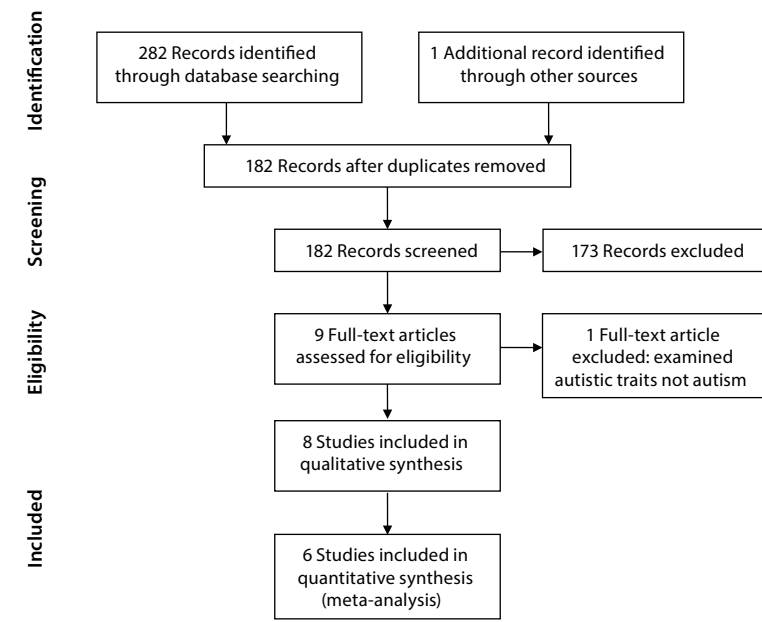 Identification
282 Records identified
through database searching
1 Additional record identified
through other sources
182 Records after duplicates removed
Screening
182 Records screened
173 Records excluded
Eligibility
9 Full-text articles
assessed for eligibility
1 Full-text article
excluded: examined
autistic traits not autism
Included
8 Studies included in
qualitative synthesis
6 Studies included in
quantitative synthesis
(meta-analysis)